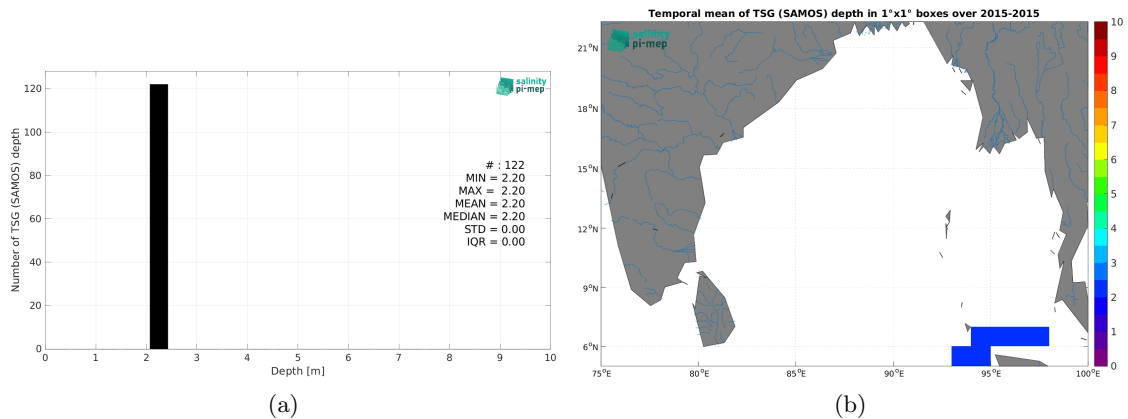 salinity
pi-mep
120
100
80
60
40
20
0
Number of TSG (SAMOS) depth
# : 122
MIN = 2.20
MAX = 2.20
MEAN = 2.20
MEDIAN = 2.20
STD = 0.00
IQR = 0.00
0 1 2 3 4 5 6 7 8 9 10
Depth [m]
(a)
Temporal mean of TSG (SAMOS) depth in 1°x1° boxes over 2015-2015
salinity
pi-mep
21°N
18°N
15°N
12°N
9°N
6°N
75°E 80°E 85°E 90°E 95°E 100°E
10
9
8
7
6
5
4
3
2
1
0
(b)